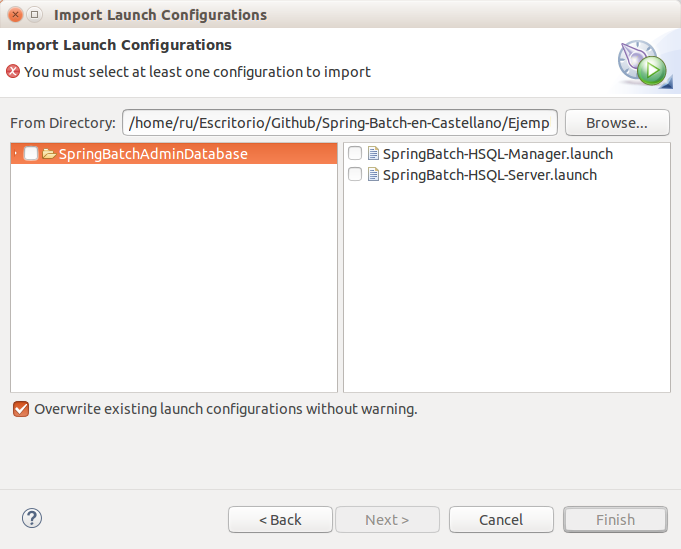 Import Launch Configurations
Import Launch Configurations
You must select at least one configuration to import
From Directory: /home/ru/Escritorio/Github/Spring-Batch-en-Castellano/Ejemp Browse...
SpringBatchAdminDatabase
SpringBatch-HSQL-Manager.launch
SpringBatch-HSQL-Server.launch
Overwrite existing launch configurations without warning.
? < Back Next > Cancel Finish